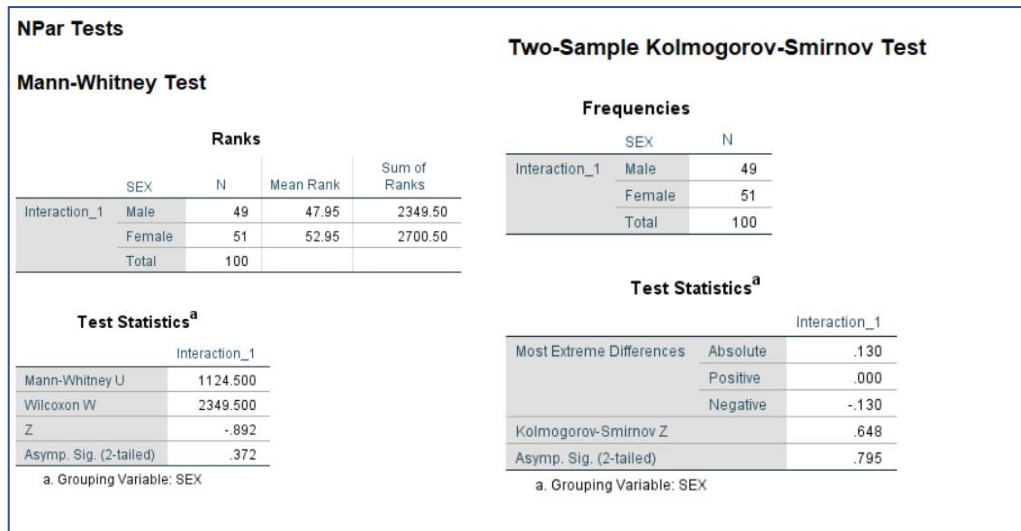 NPar Tests
Mann-Whitney Test
Ranks
SEX N Mean Rank Sum of Ranks
Interaction_1 Male 49 47.95 2349.50
Female 51 52.95 2700.50
Total 100
Test Statisticsa
Interaction_1
Mann-Whitney U 1124.500
Wilcoxon W 2349.500
Z -.892
Asymp. Sig. (2-tailed) .372
a. Grouping Variable: SEX
Two-Sample Kolmogorov-Smirnov Test
Frequencies
SEX N
Interaction_1 Male 49
Female 51
Total 100
Test Statisticsa
Interaction_1
Most Extreme Differences Absolute .130
Positive .000
Negative -.130
Kolmogorov-Smirnov Z .648
Asymp. Sig. (2-tailed) .795
a. Grouping Variable: SEX